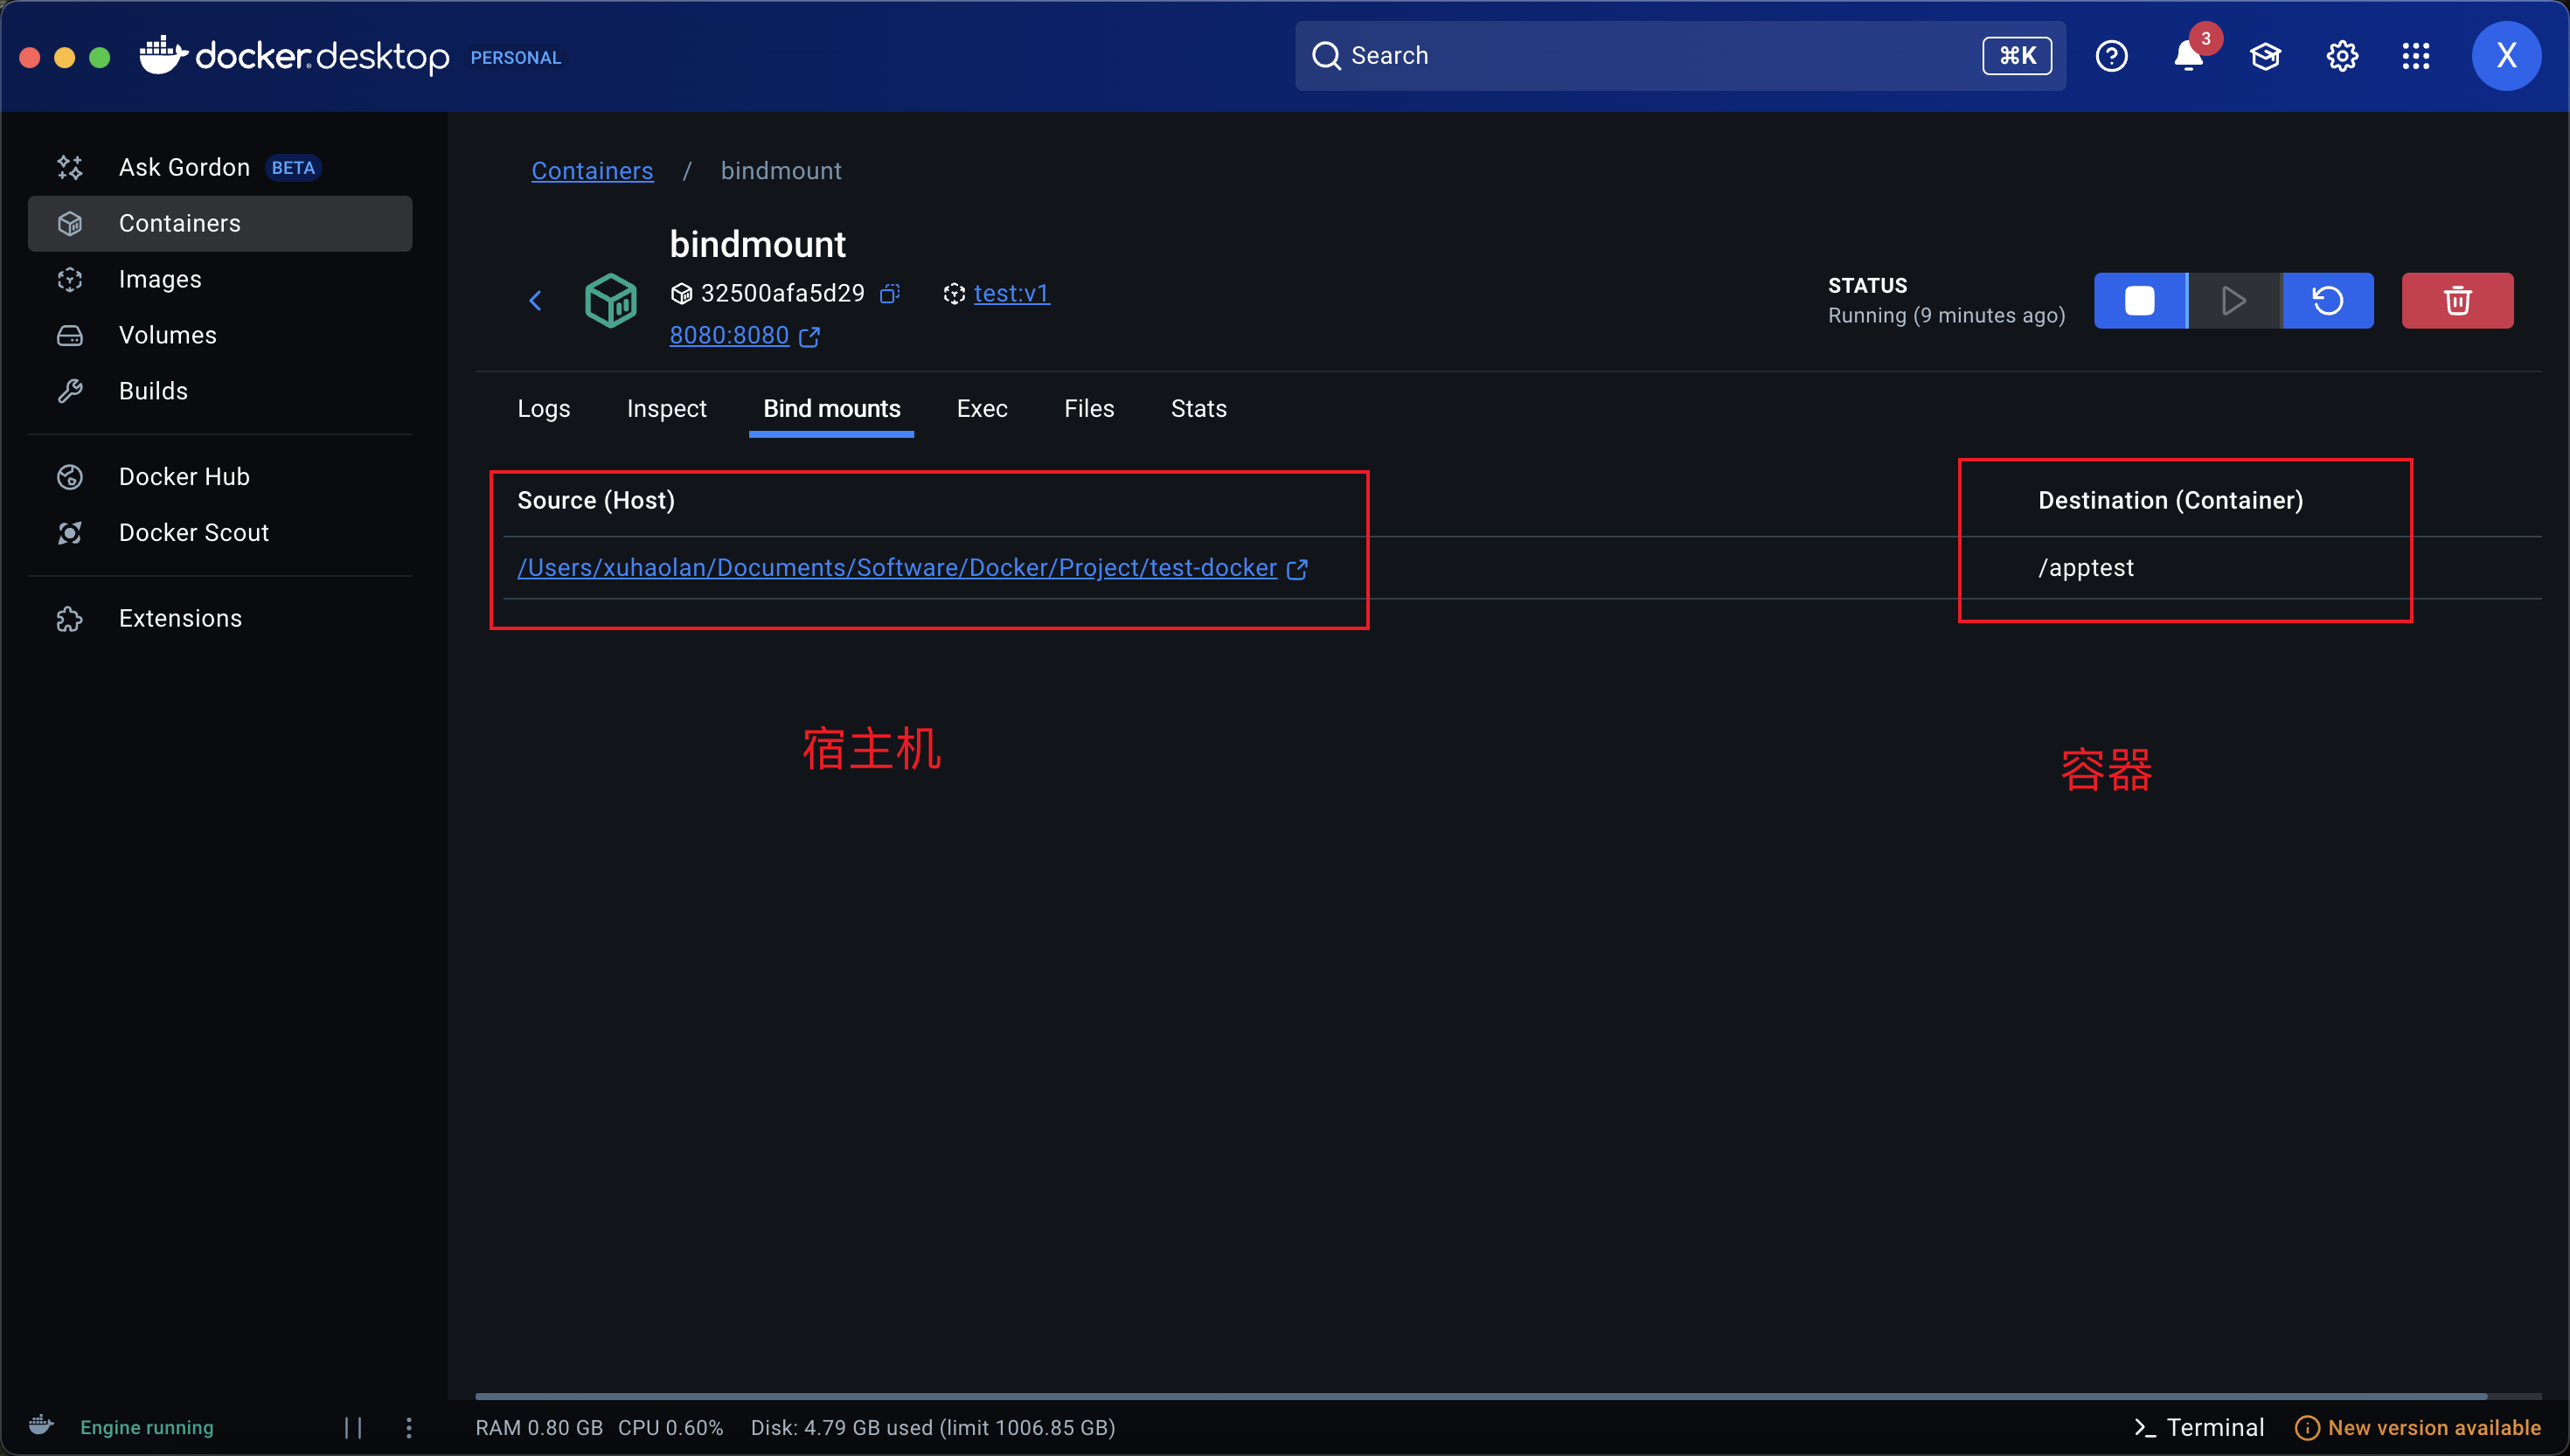 docker desktop PERSONAL
Search
⌘K
3
X
Ask Gordon BETA
Containers
Images
Volumes
Builds
Docker Hub
Docker Scout
Extensions
Containers / bindmount
bindmount
32500afa5d29
test:v1
8080:8080
STATUS
Running (9 minutes ago)
Logs
Inspect
Bind mounts
Exec
Files
Stats
Source (Host)
Destination (Container)
/Users/xuhaolan/Documents/Software/Docker/Project/test-docker
/apptest
宿主机
容器
Engine running
RAM 0.80 GB CPU 0.60% Disk: 4.79 GB used (limit 1006.85 GB)
Terminal
New version available